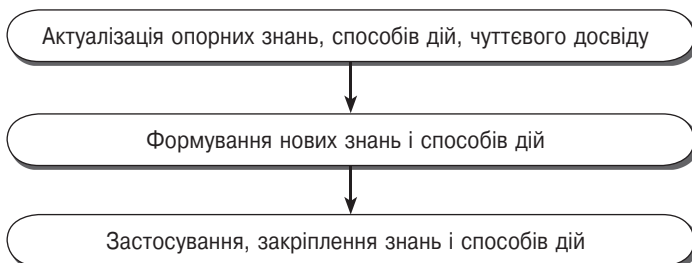 Актуалізація опорних знань, способів дій, чуттєвого досвіду
Формування нових знань і способів дій
Застосування, закріплення знань і способів дій